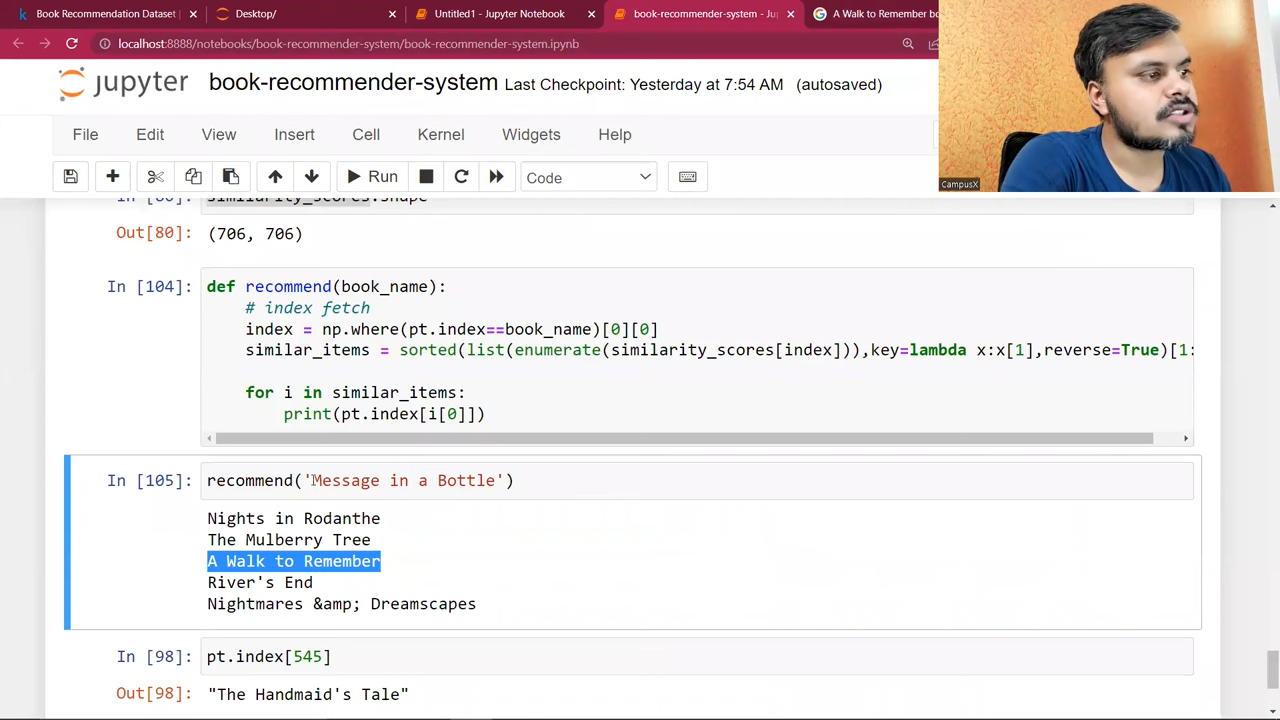 Book Recommendation Dataset
Desktop/
Untitled1 - Jupyter Notebook
book-recommender-system - Ju
A Walk to Remember bo
localhost:8888/notebooks/book-recommender-system/book-recommender-system.ipynb
jupyter book-recommender-system Last Checkpoint: Yesterday at 7:54 AM (autosaved)
File Edit View Insert Cell Kernel Widgets Help
Run Code
CampusX
In [80]: similarity_scores.shape
Out[80]: (706, 706)
In [104]: def recommend(book_name):
# index fetch
index = np.where(pt.index==book_name)[0][0]
similar_items = sorted(list(enumerate(similarity_scores[index])),key=lambda x:x[1],reverse=True)[1:
for i in similar_items:
print(pt.index[i[0]])
In [105]: recommend('Message in a Bottle')
Nights in Rodanthe
The Mulberry Tree
A Walk to Remember
River's End
Nightmares &amp; Dreamscapes
In [98]: pt.index[545]
Out[98]: "The Handmaid's Tale"